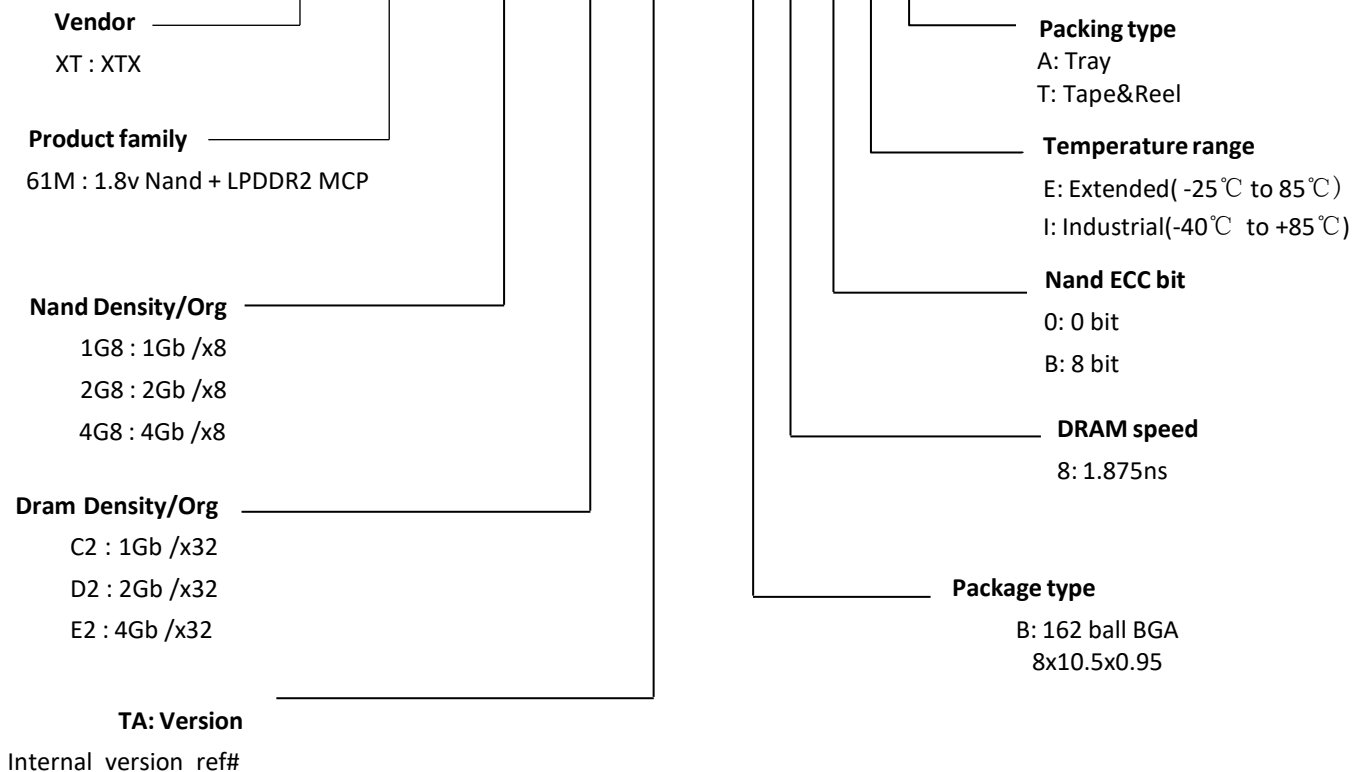 Vendor
XT : XTX
Product family
61M : 1.8v Nand + LPDDR2 MCP
Nand Density/Org
1G8 : 1Gb /x8
2G8 : 2Gb /x8
4G8 : 4Gb /x8
Dram Density/Org
C2 : 1Gb /x32
D2 : 2Gb /x32
E2 : 4Gb /x32
TA: Version
Internal version ref#
Packing type
A: Tray
T: Tape&Reel
Temperature range
E: Extended( -25℃ to 85℃）
I: Industrial(-40℃ to +85℃)
Nand ECC bit
0: 0 bit
B: 8 bit
DRAM speed
8: 1.875ns
Package type
B: 162 ball BGA
8x10.5x0.95